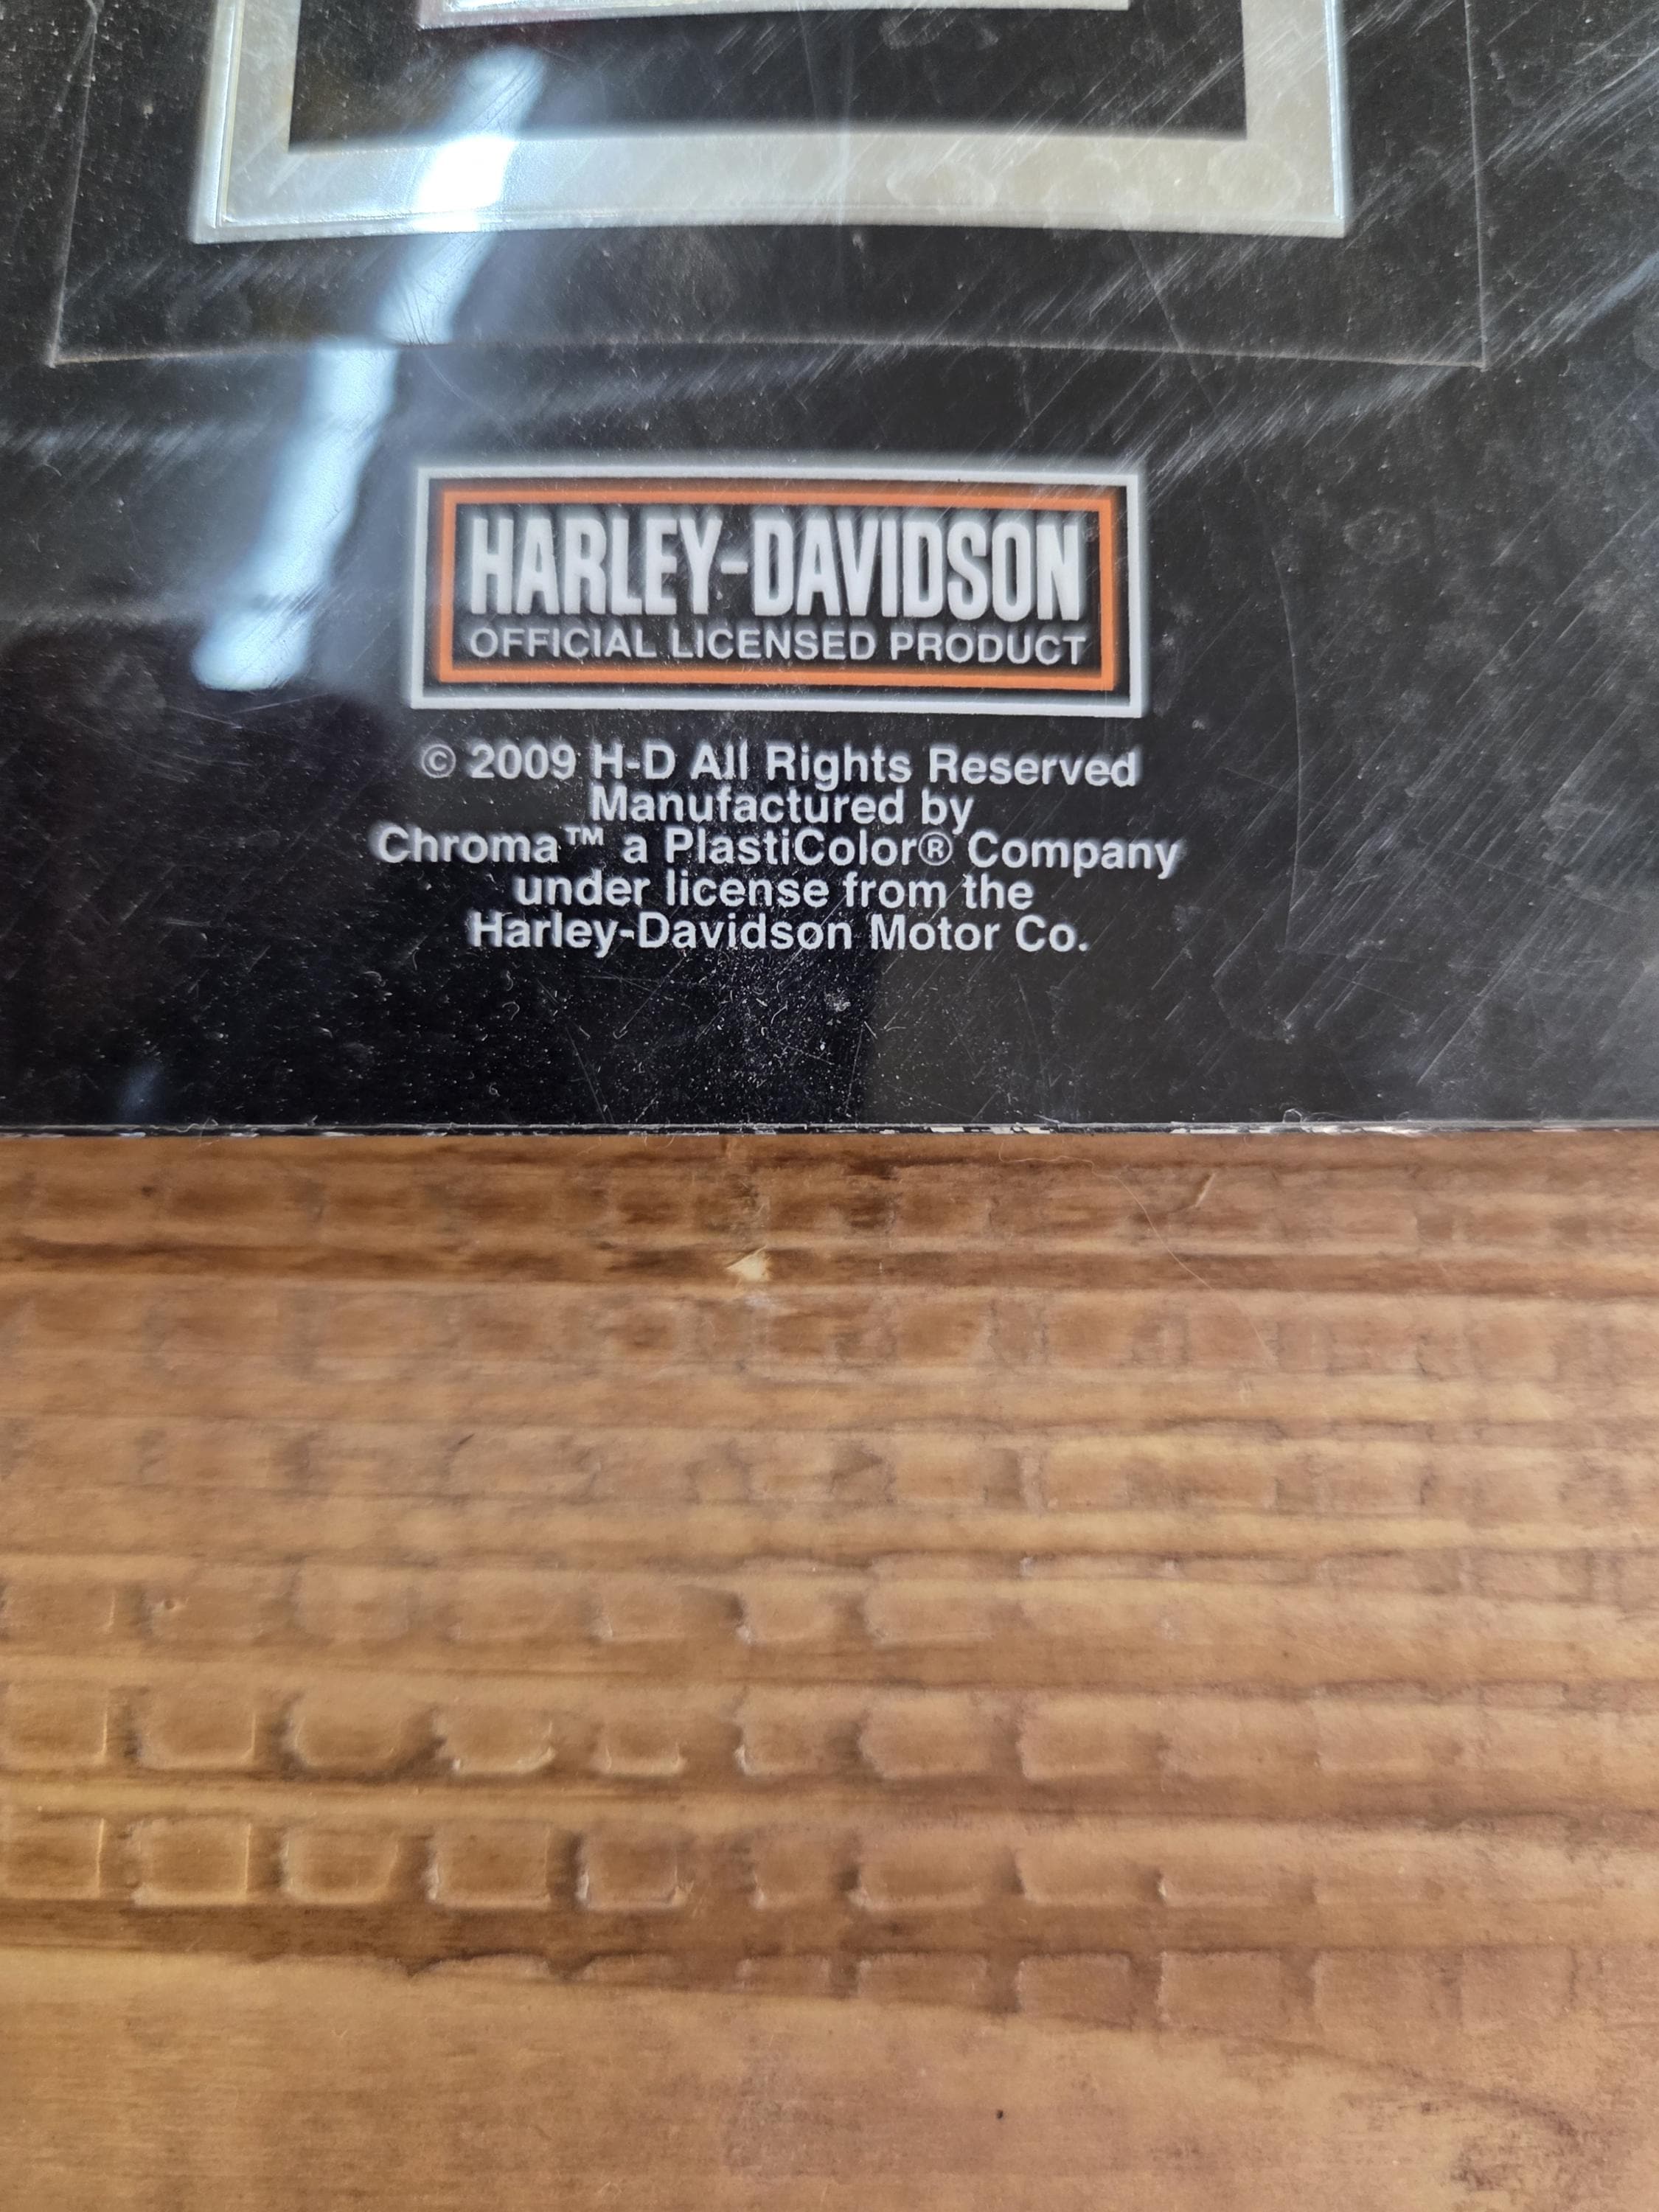 HARLEY-DAVIDSON
OFFICIAL LICENSED PRODUCT
© 2009 H-D All Rights Reserved
Manufactured by
Chroma™ a PlastiColor® Company
under license from the
Harley-Davidson Motor Co.